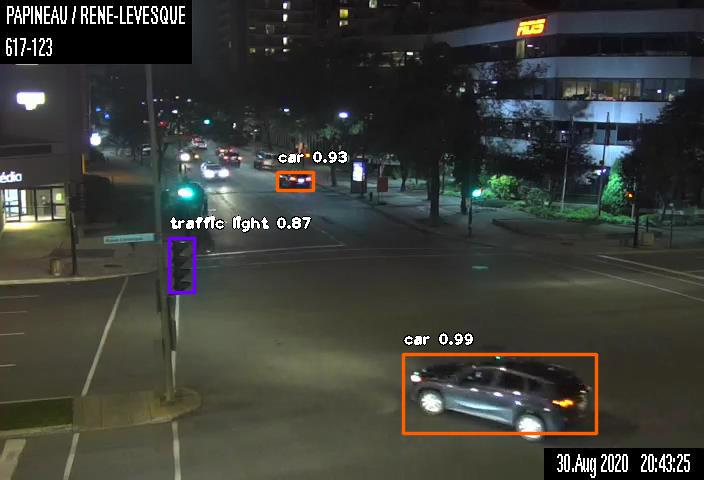 PAPINEAU / RENE-LEVESQUE
617-123
car 0.93
traffic light 0.87
car 0.99
30.Aug 2020 20:43:25